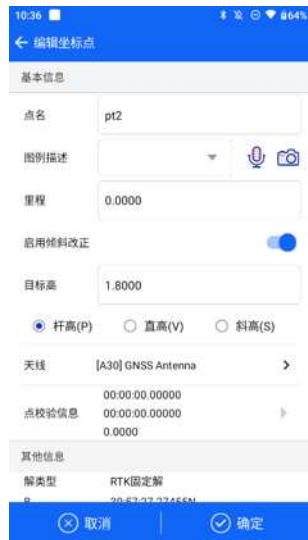 10:36 64%
编辑坐标点
基本信息
点名 pt2
图例描述
里程 0.0000
启用倾斜改正
目标高 1.8000
杆高(P) 直高(V) 斜高(S)
天线 [A30] GNSS Antenna
00:00:00.00000
点校验信息 00:00:00.00000
0.0000
其他信息
解类型 RTK固定解
取消 确定